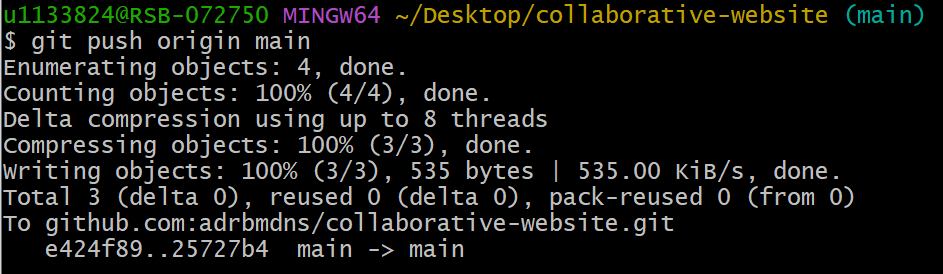 u1133824@RSB-072750 MINGW64 ~/Desktop/collaborative-website (main)
$ git push origin main
Enumerating objects: 4, done.
Counting objects: 100% (4/4), done.
Delta compression using up to 8 threads
Compressing objects: 100% (3/3), done.
Writing objects: 100% (3/3), 535 bytes | 535.00 KiB/s, done.
Total 3 (delta 0), reused 0 (delta 0), pack-reused 0 (from 0)
To github.com:adrbmdns/collaborative-website.git
   e424f89..25727b4  main -> main